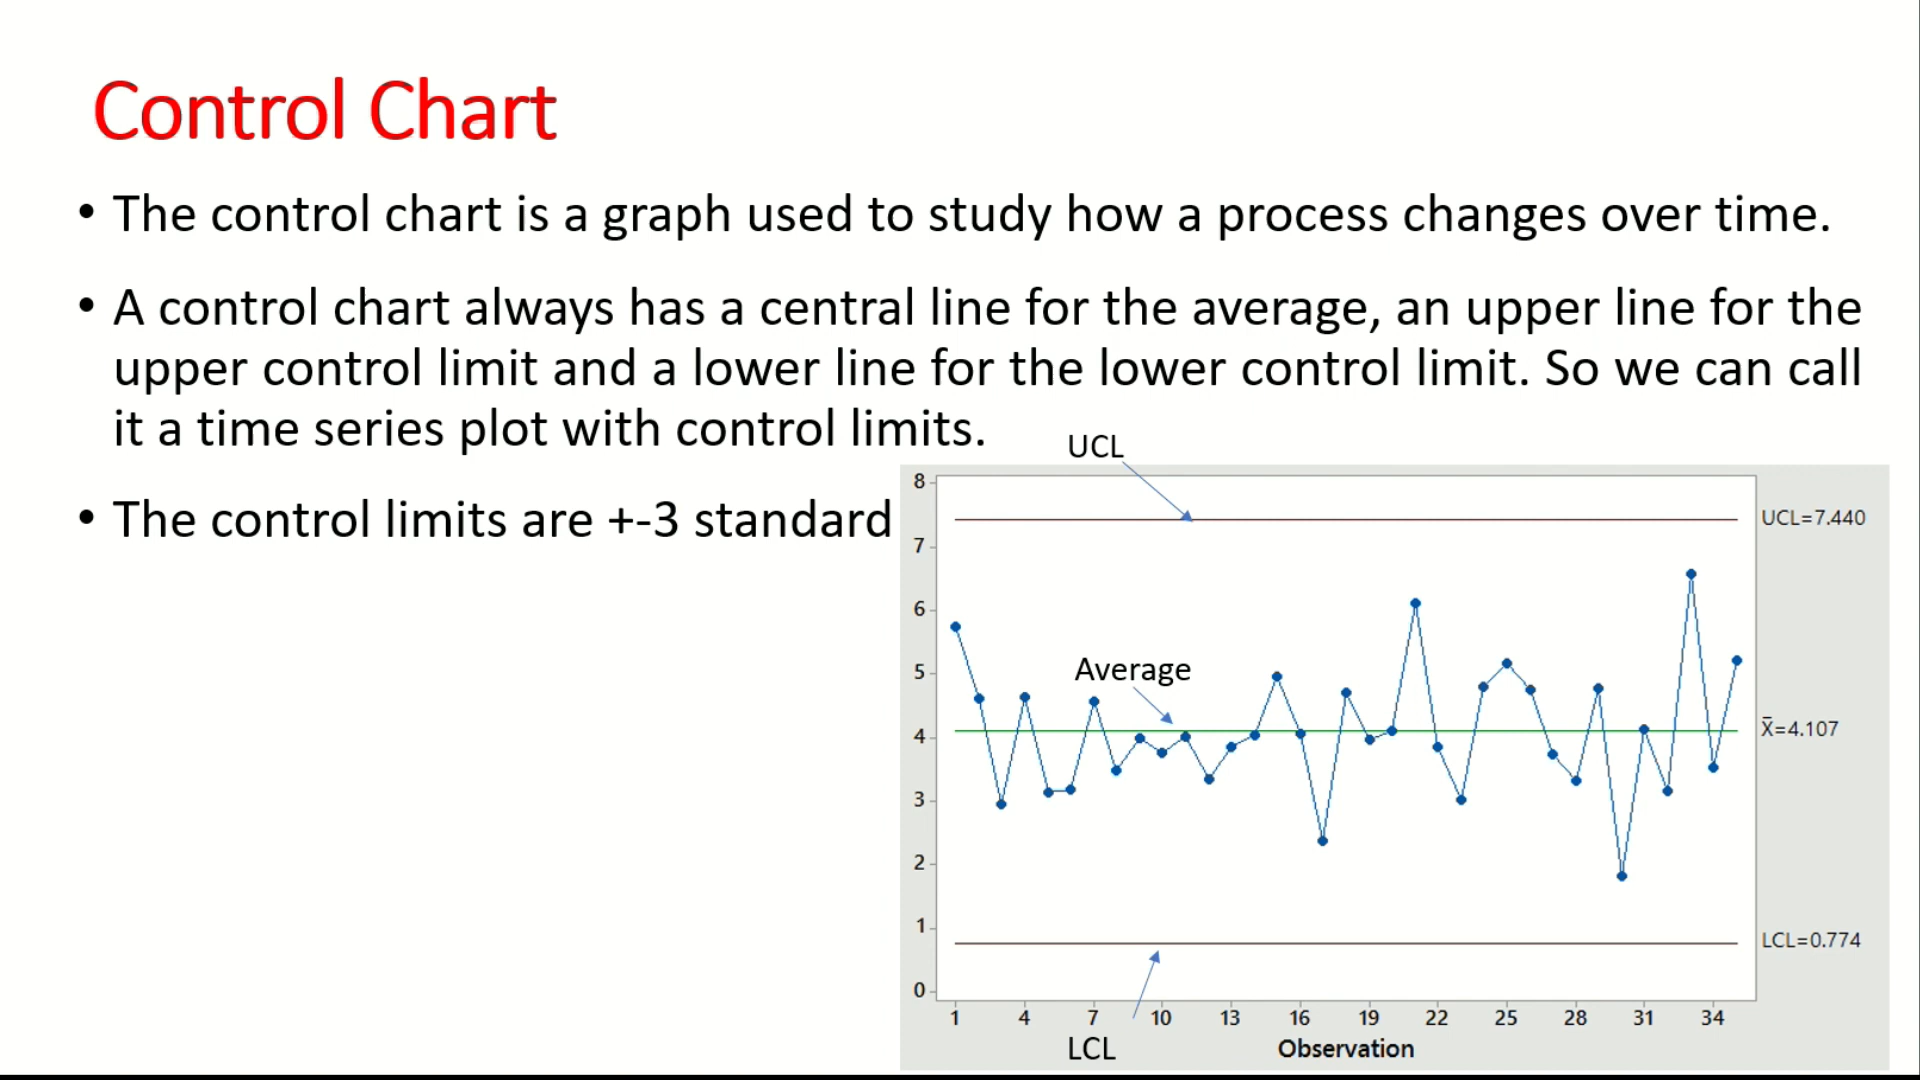 Control Chart
• The control chart is a graph used to study how a process changes over time.
• A control chart always has a central line for the average, an upper line for the
upper control limit and a lower line for the lower control limit. So we can call
it a time series plot with control limits.
• The control limits are +-3 standard
UCL
8
7
6
5
4
3
2
1
0
UCL=7.440
Average
X̄=4.107
LCL=0.774
1 4 7 10 13 16 19 22 25 28 31 34
LCL
Observation